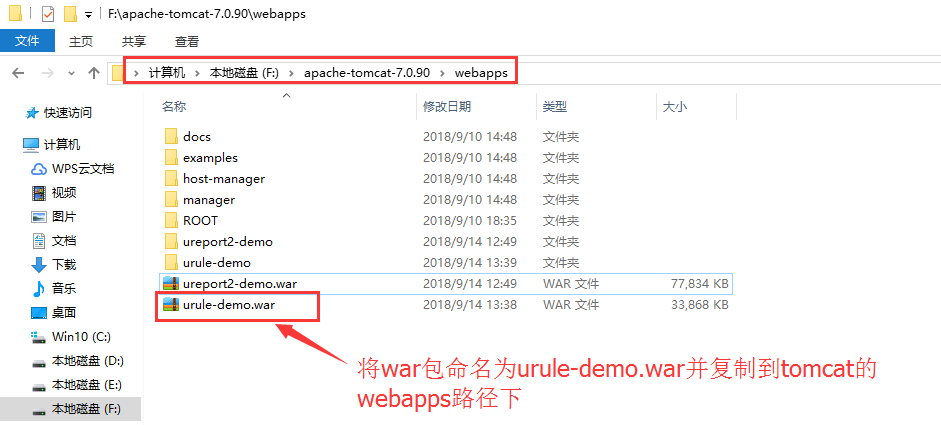 F:\apache-tomcat-7.0.90\webapps
文件 主页 共享 查看
计算机 本地磁盘 (F:) apache-tomcat-7.0.90 webapps
名称 修改日期 类型 大小
快速访问
计算机
WPS云文档
视频
图片
文档
下载
音乐
桌面
Win10 (C:)
本地磁盘 (D:)
本地磁盘 (E:)
本地磁盘 (F:)
docs 2018/9/10 14:48 文件夹
examples 2018/9/10 14:48 文件夹
host-manager 2018/9/10 14:48 文件夹
manager 2018/9/10 14:48 文件夹
ROOT 2018/9/10 18:35 文件夹
ureport2-demo 2018/9/14 12:49 文件夹
urule-demo 2018/9/14 13:39 文件夹
ureport2-demo.war 2018/9/14 12:49 WAR 文件 77,834 KB
urule-demo.war 2018/9/14 13:38 WAR 文件 33,868 KB
将war包命名为urule-demo.war并复制到tomcat的
webapps路径下